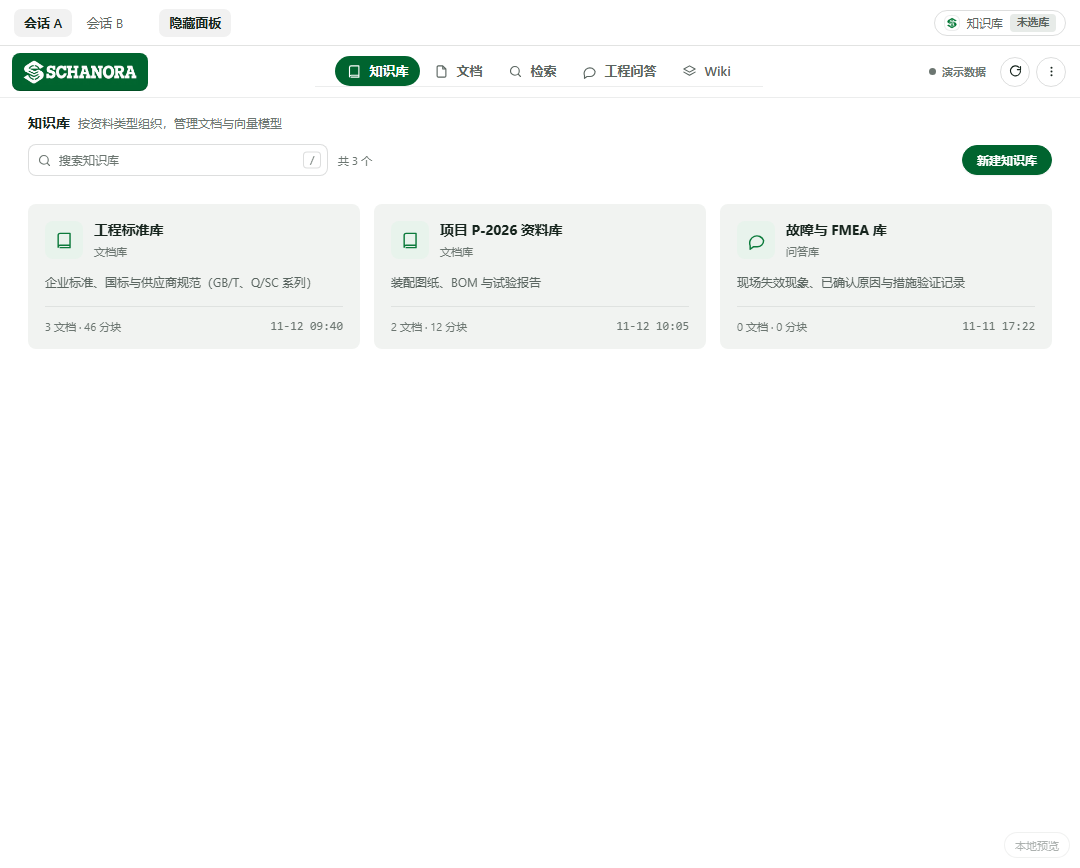 会话 A 会话 B 隐藏面板 知识库 未选库
SCHANORA 知识库 文档 检索 工程问答 Wiki 演示数据
知识库 按资料类型组织，管理文档与向量模型
搜索知识库 / 共 3 个 新建知识库
工程标准库
文档库
企业标准、国标与供应商规范（GB/T、Q/SC 系列）
3 文档 · 46 分块 11-12 09:40
项目 P-2026 资料库
文档库
装配图纸、BOM 与试验报告
2 文档 · 12 分块 11-12 10:05
故障与 FMEA 库
问答库
现场失效现象、已确认原因与措施验证记录
0 文档 · 0 分块 11-11 17:22
本地预览